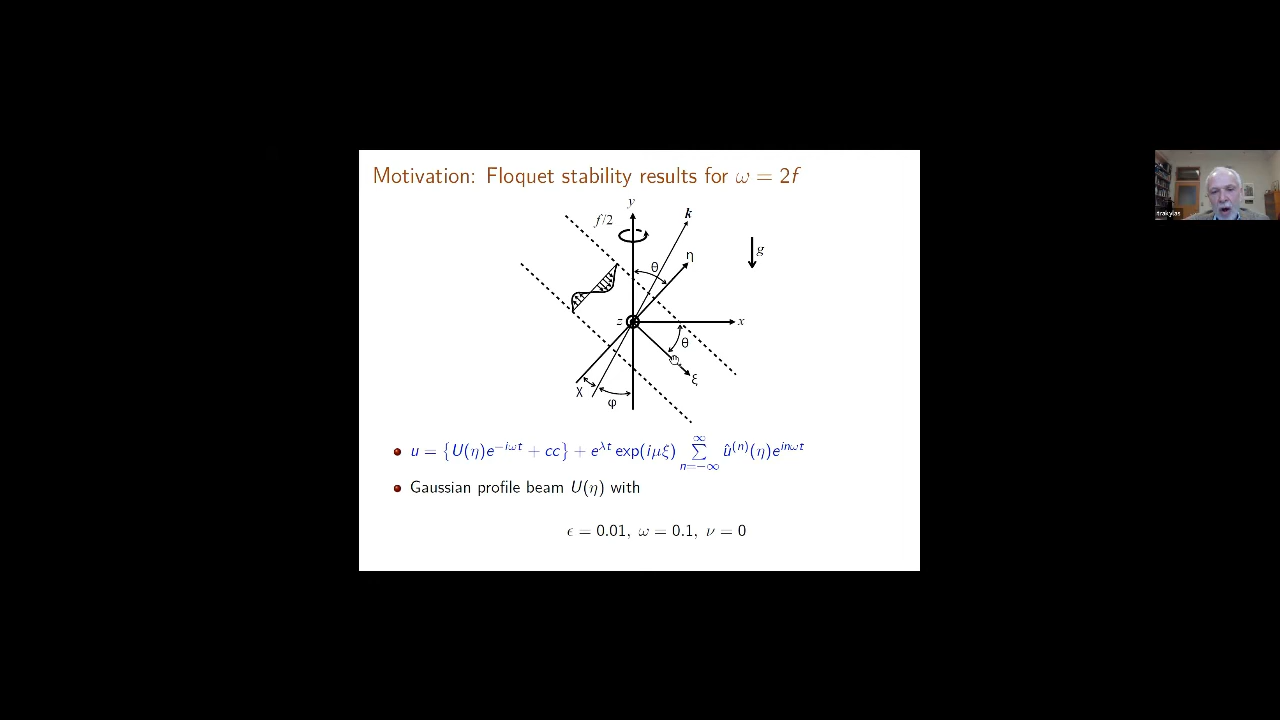 Motivation: Floquet stability results for ω = 2f
y
f/2
k
η
θ
g
z
x
θ
ξ
χ
φ
u = {U(η)e^{-iωt} + cc} + e^{λt} exp(iμξ) ∑_{n=-∞}^{∞} û^{(n)}(η)e^{inωt}
Gaussian profile beam U(η) with
ϵ = 0.01, ω = 0.1, ν = 0
trakylas